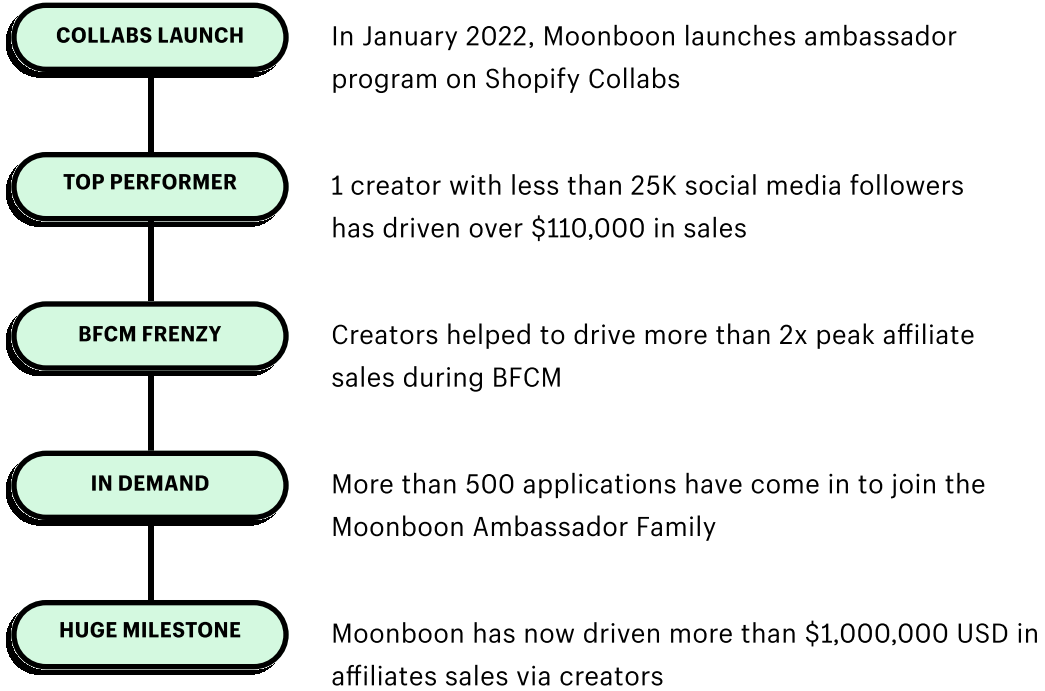 COLLABS LAUNCH
In January 2022, Moonboon launches ambassador
program on Shopify Collabs
TOP PERFORMER
1 creator with less than 25K social media followers
has driven over $110,000 in sales
BFCM FRENZY
Creators helped to drive more than 2x peak affiliate
sales during BFCM
IN DEMAND
More than 500 applications have come in to join the
Moonboon Ambassador Family
HUGE MILESTONE
Moonboon has now driven more than $1,000,000 USD in
affiliates sales via creators